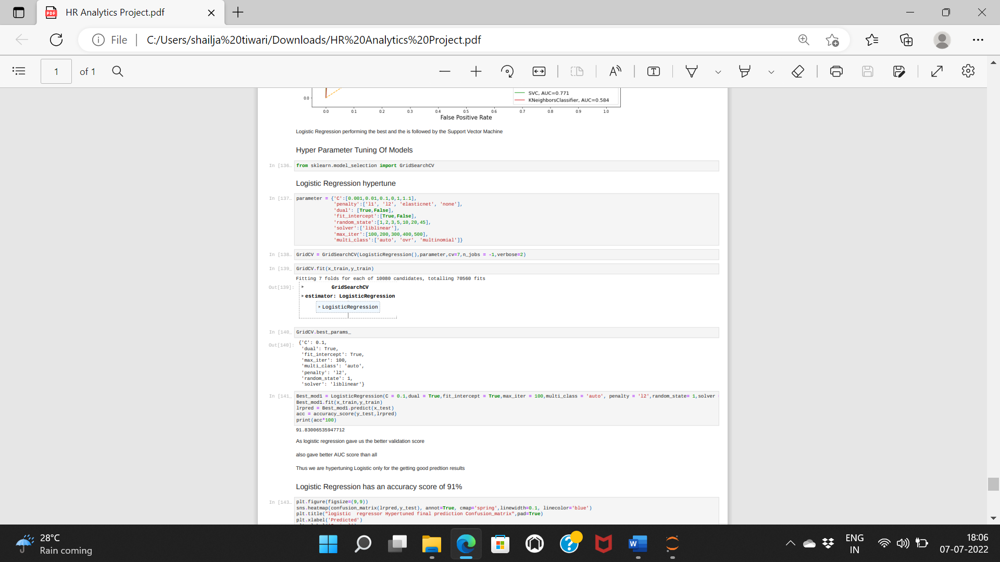 HR Analytics Project.pdf
File
C:/Users/shailja%20tiwari/Downloads/HR%20Analytics%20Project.pdf
1 of 1
0.0
SVC, AUC=0.771
KNeighborsClassifier, AUC=0.584
0.0 0.1 0.2 0.3 0.4 0.5 0.6 0.7 0.8 0.9 1.0
False Positive Rate
Logistic Regression performing the best and the is followed by the Support Vector Machine
Hyper Parameter Tuning Of Models
In [136… from sklearn.model_selection import GridSearchCV
Logistic Regression hypertune
In [137… parameter = {'C':[0.001,0.01,0.1,0,1,1.1],
'penalty':['l1', 'l2', 'elasticnet', 'none'],
'dual': [True,False],
'fit_intercept':[True,False],
'random_state':[1,2,3,5,10,20,45],
'solver':['liblinear'],
'max_iter':[100,200,300,400,500],
'multi_class':['auto', 'ovr', 'multinomial']}
In [138… GridCV = GridSearchCV(LogisticRegression(),parameter,cv=7,n_jobs = -1,verbose=2)
In [139… GridCV.fit(x_train,y_train)
Fitting 7 folds for each of 10080 candidates, totalling 70560 fits
Out[139]:
GridSearchCV
estimator: LogisticRegression
LogisticRegression
In [140… GridCV.best_params_
Out[140]: {'C': 0.1,
'dual': True,
'fit_intercept': True,
'max_iter': 100,
'multi_class': 'auto',
'penalty': 'l2',
'random_state': 1,
'solver': 'liblinear'}
In [141… Best_mod1 = LogisticRegression(C = 0.1,dual = True,fit_intercept = True,max_iter = 100,multi_class = 'auto', penalty = 'l2',random_state= 1,solver
Best_mod1.fit(x_train,y_train)
lrpred = Best_mod1.predict(x_test)
acc = accuracy_score(y_test,lrpred)
print(acc*100)
91.83006535947712
As logistic regression gave us the better validation score
also gave better AUC score than all
Thus we are hypertuning Logistic only for the getting good predtion results
Logistic Regression has an accuracy score of 91%
In [143… plt.figure(figsize=(9,9))
sns.heatmap(confusion_matrix(lrpred,y_test), annot=True, cmap='spring',linewidth=0.1, linecolor='blue')
plt.title("logistic  regressor Hypertuned final prediction Confusion_matrix",pad=True)
plt.xlabel('Predicted')
28°C
Rain coming
ENG
IN
18:06
07-07-2022